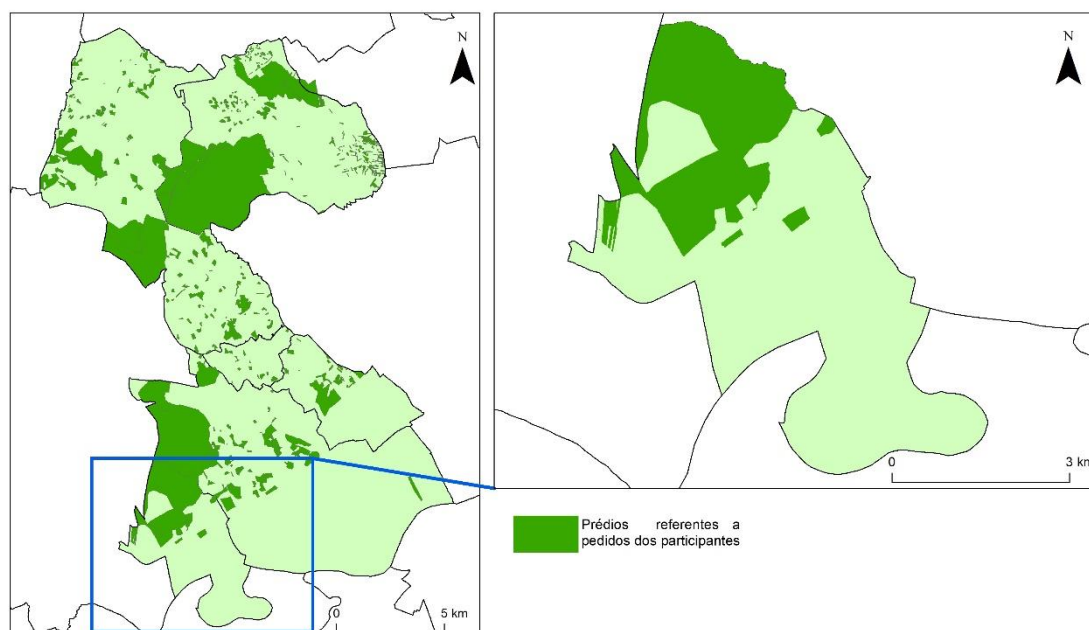 N
N
0
5 km
0
3 km
Prédios referentes a
pedidos dos participantes